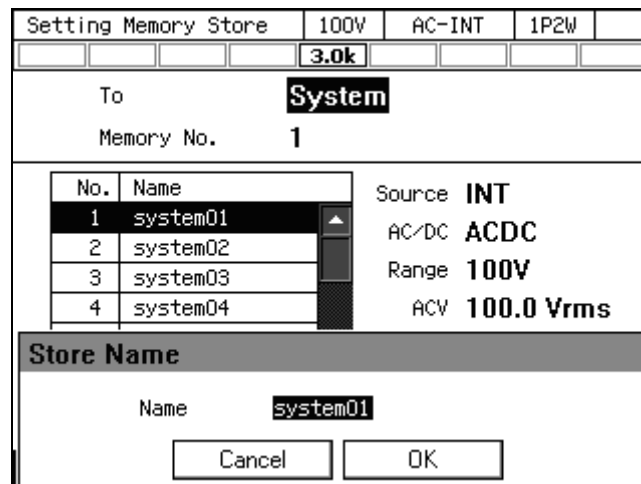 Setting Memory Store 100V AC-INT 1P2W
3.0k
To System
Memory No. 1
No. Name
1 system01
2 system02
3 system03
4 system04
Source INT
AC/DC ACDC
Range 100V
ACV 100.0 Vrms
Store Name
Name system01
Cancel OK